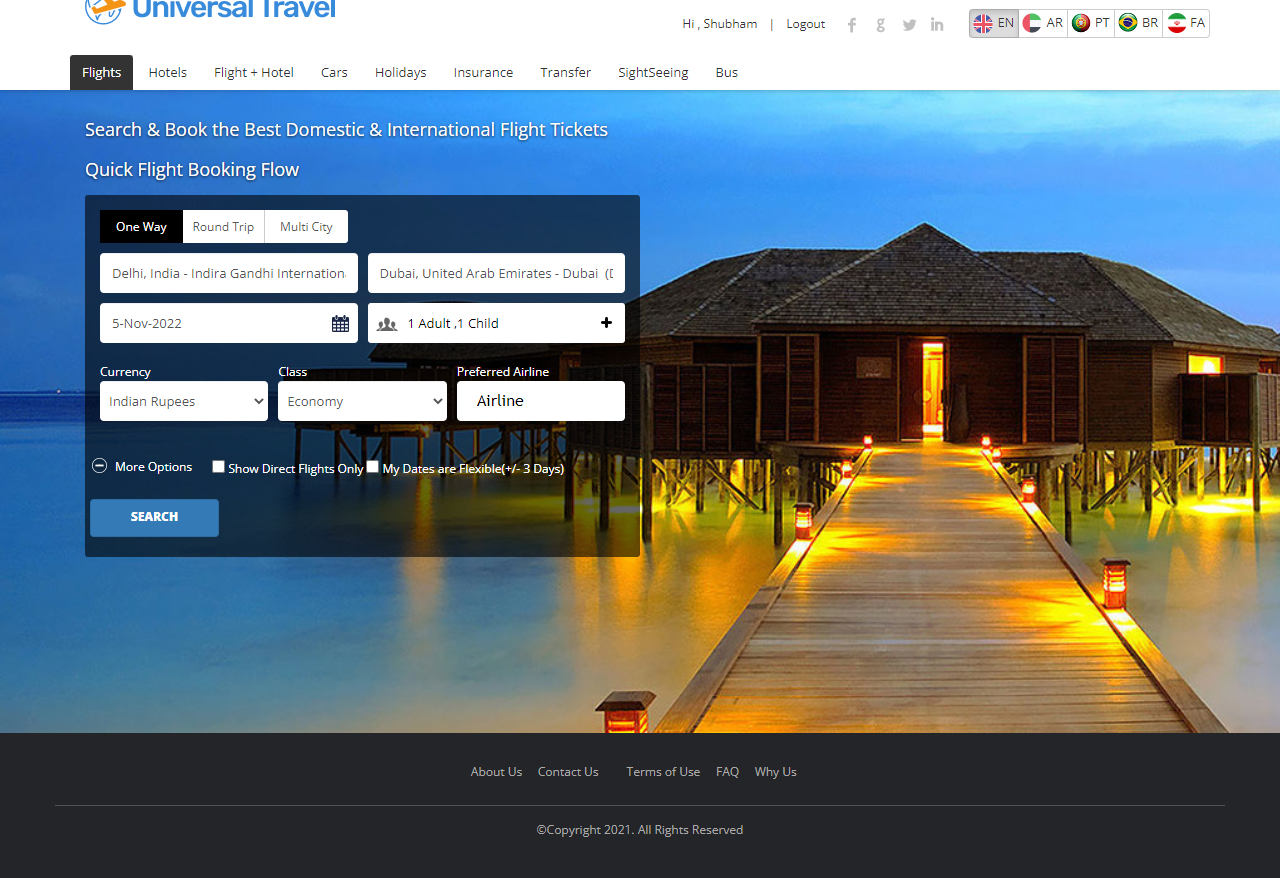 Universal Travel
Hi , Shubham | Logout
EN AR PT BR FA
Flights Hotels Flight + Hotel Cars Holidays Insurance Transfer SightSeeing Bus
Search & Book the Best Domestic & International Flight Tickets
Quick Flight Booking Flow
One Way Round Trip Multi City
Delhi, India - Indira Gandhi Internation
Dubai, United Arab Emirates - Dubai (D
5-Nov-2022
1 Adult ,1 Child
Currency Class Preferred Airline
Indian Rupees Economy Airline
More Options Show Direct Flights Only My Dates are Flexible(+/- 3 Days)
SEARCH
About Us Contact Us Terms of Use FAQ Why Us
©Copyright 2021. All Rights Reserved